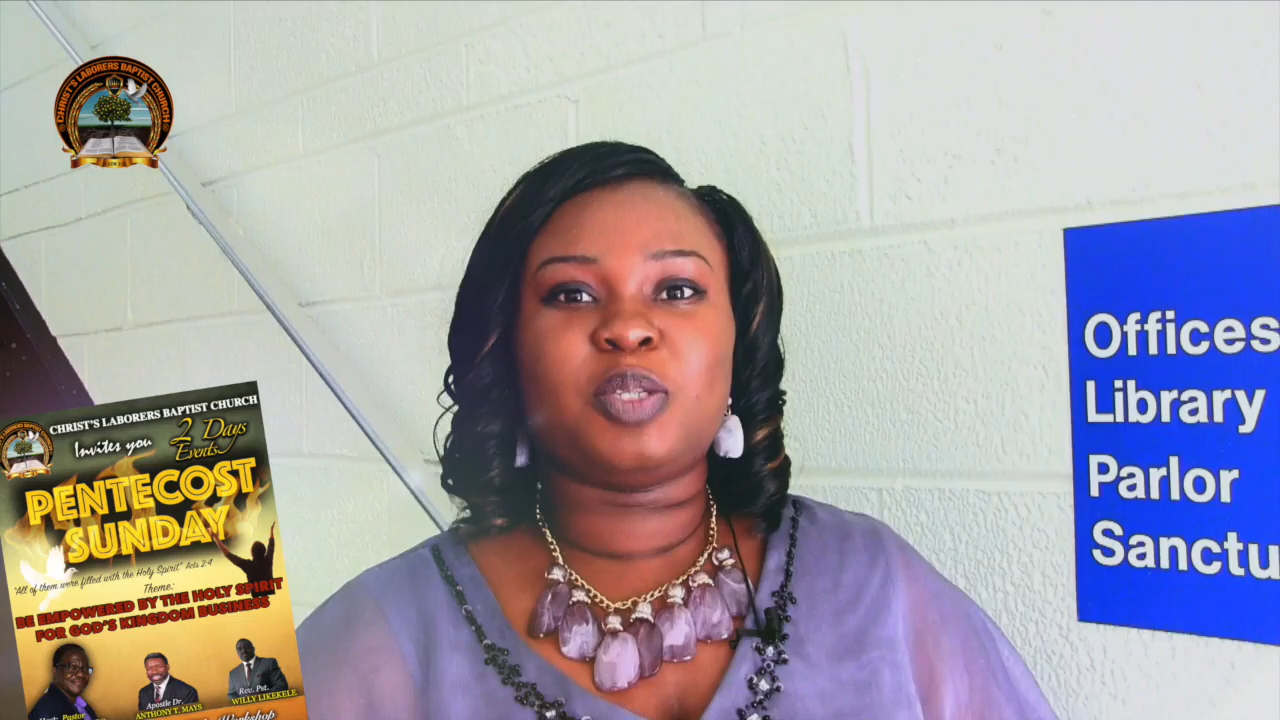 CHRIST'S LABORERS BAPTIST CHURCH
CHRIST'S LABORERS BAPTIST CHURCH
Invites you 2 Days Events
PENTECOST
SUNDAY
"All of them were filled with the Holy Spirit" Acts 2:4
Theme:
BE EMPOWERED BY THE HOLY SPIRIT
FOR GOD'S KINGDOM BUSINESS
Host: Pastor
Apostle Dr.
ANTHONY T. MAYS
Rev. Pst.
WILLY LIKEKELE
Workshop
Offices
Library
Parlor
Sanctu